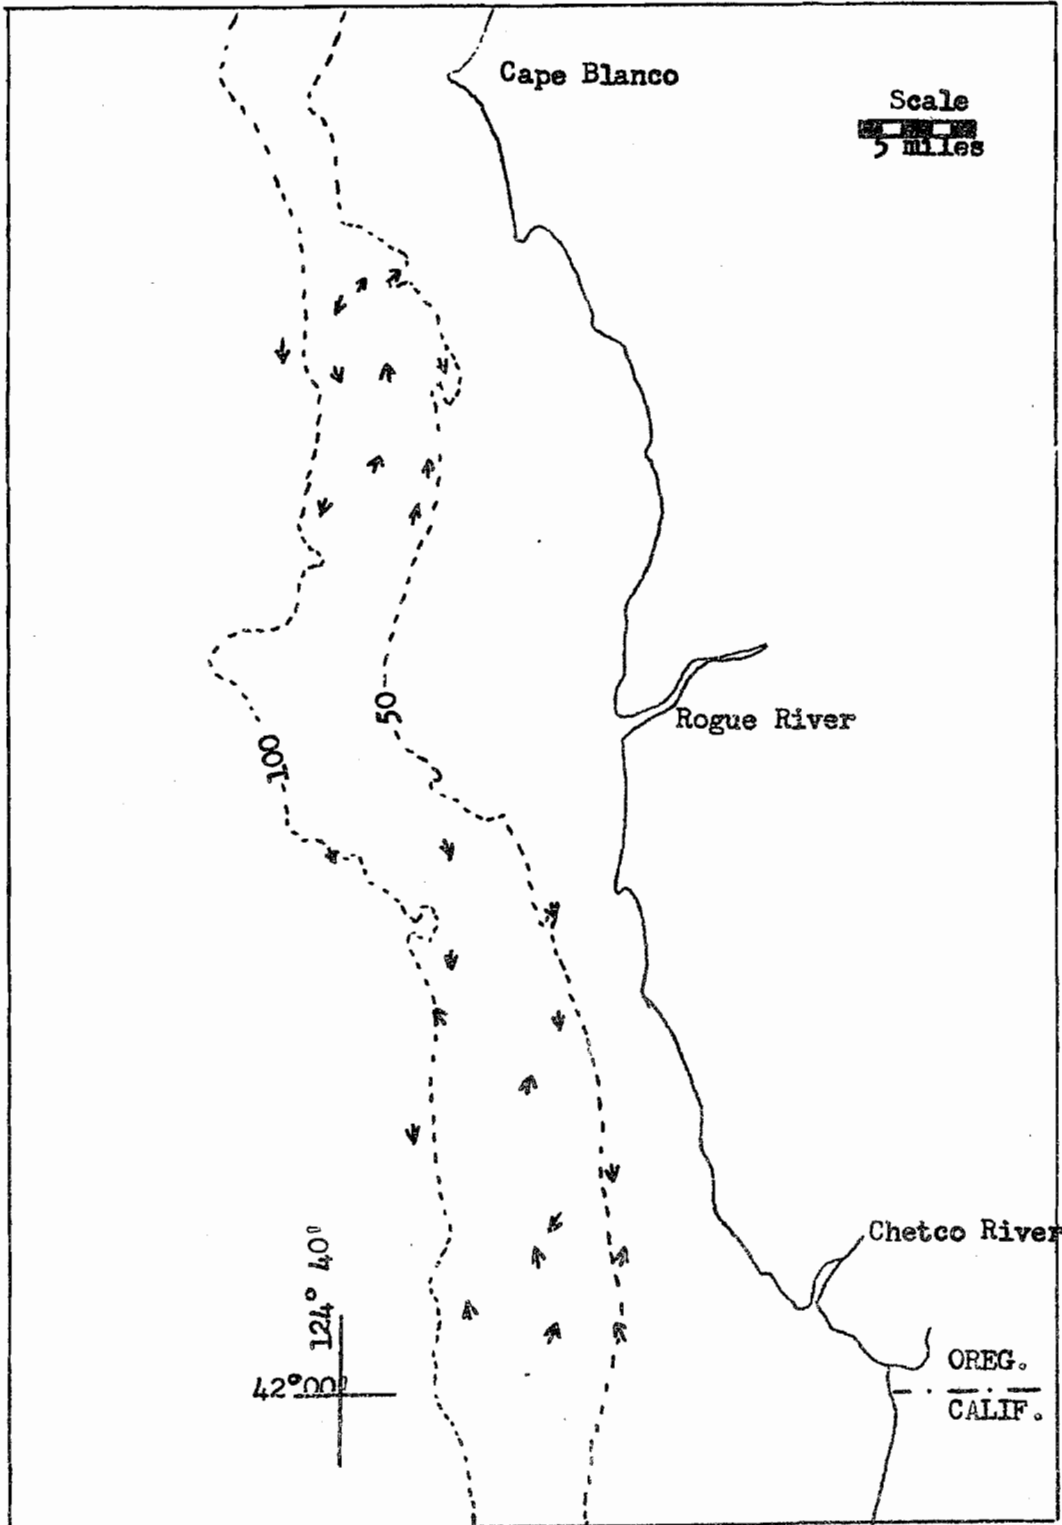 Cape Blanco
Scale
5 miles
Rogue River
50
100
Chetco River
124° 40'
42°00'
OREG.
CALIF.